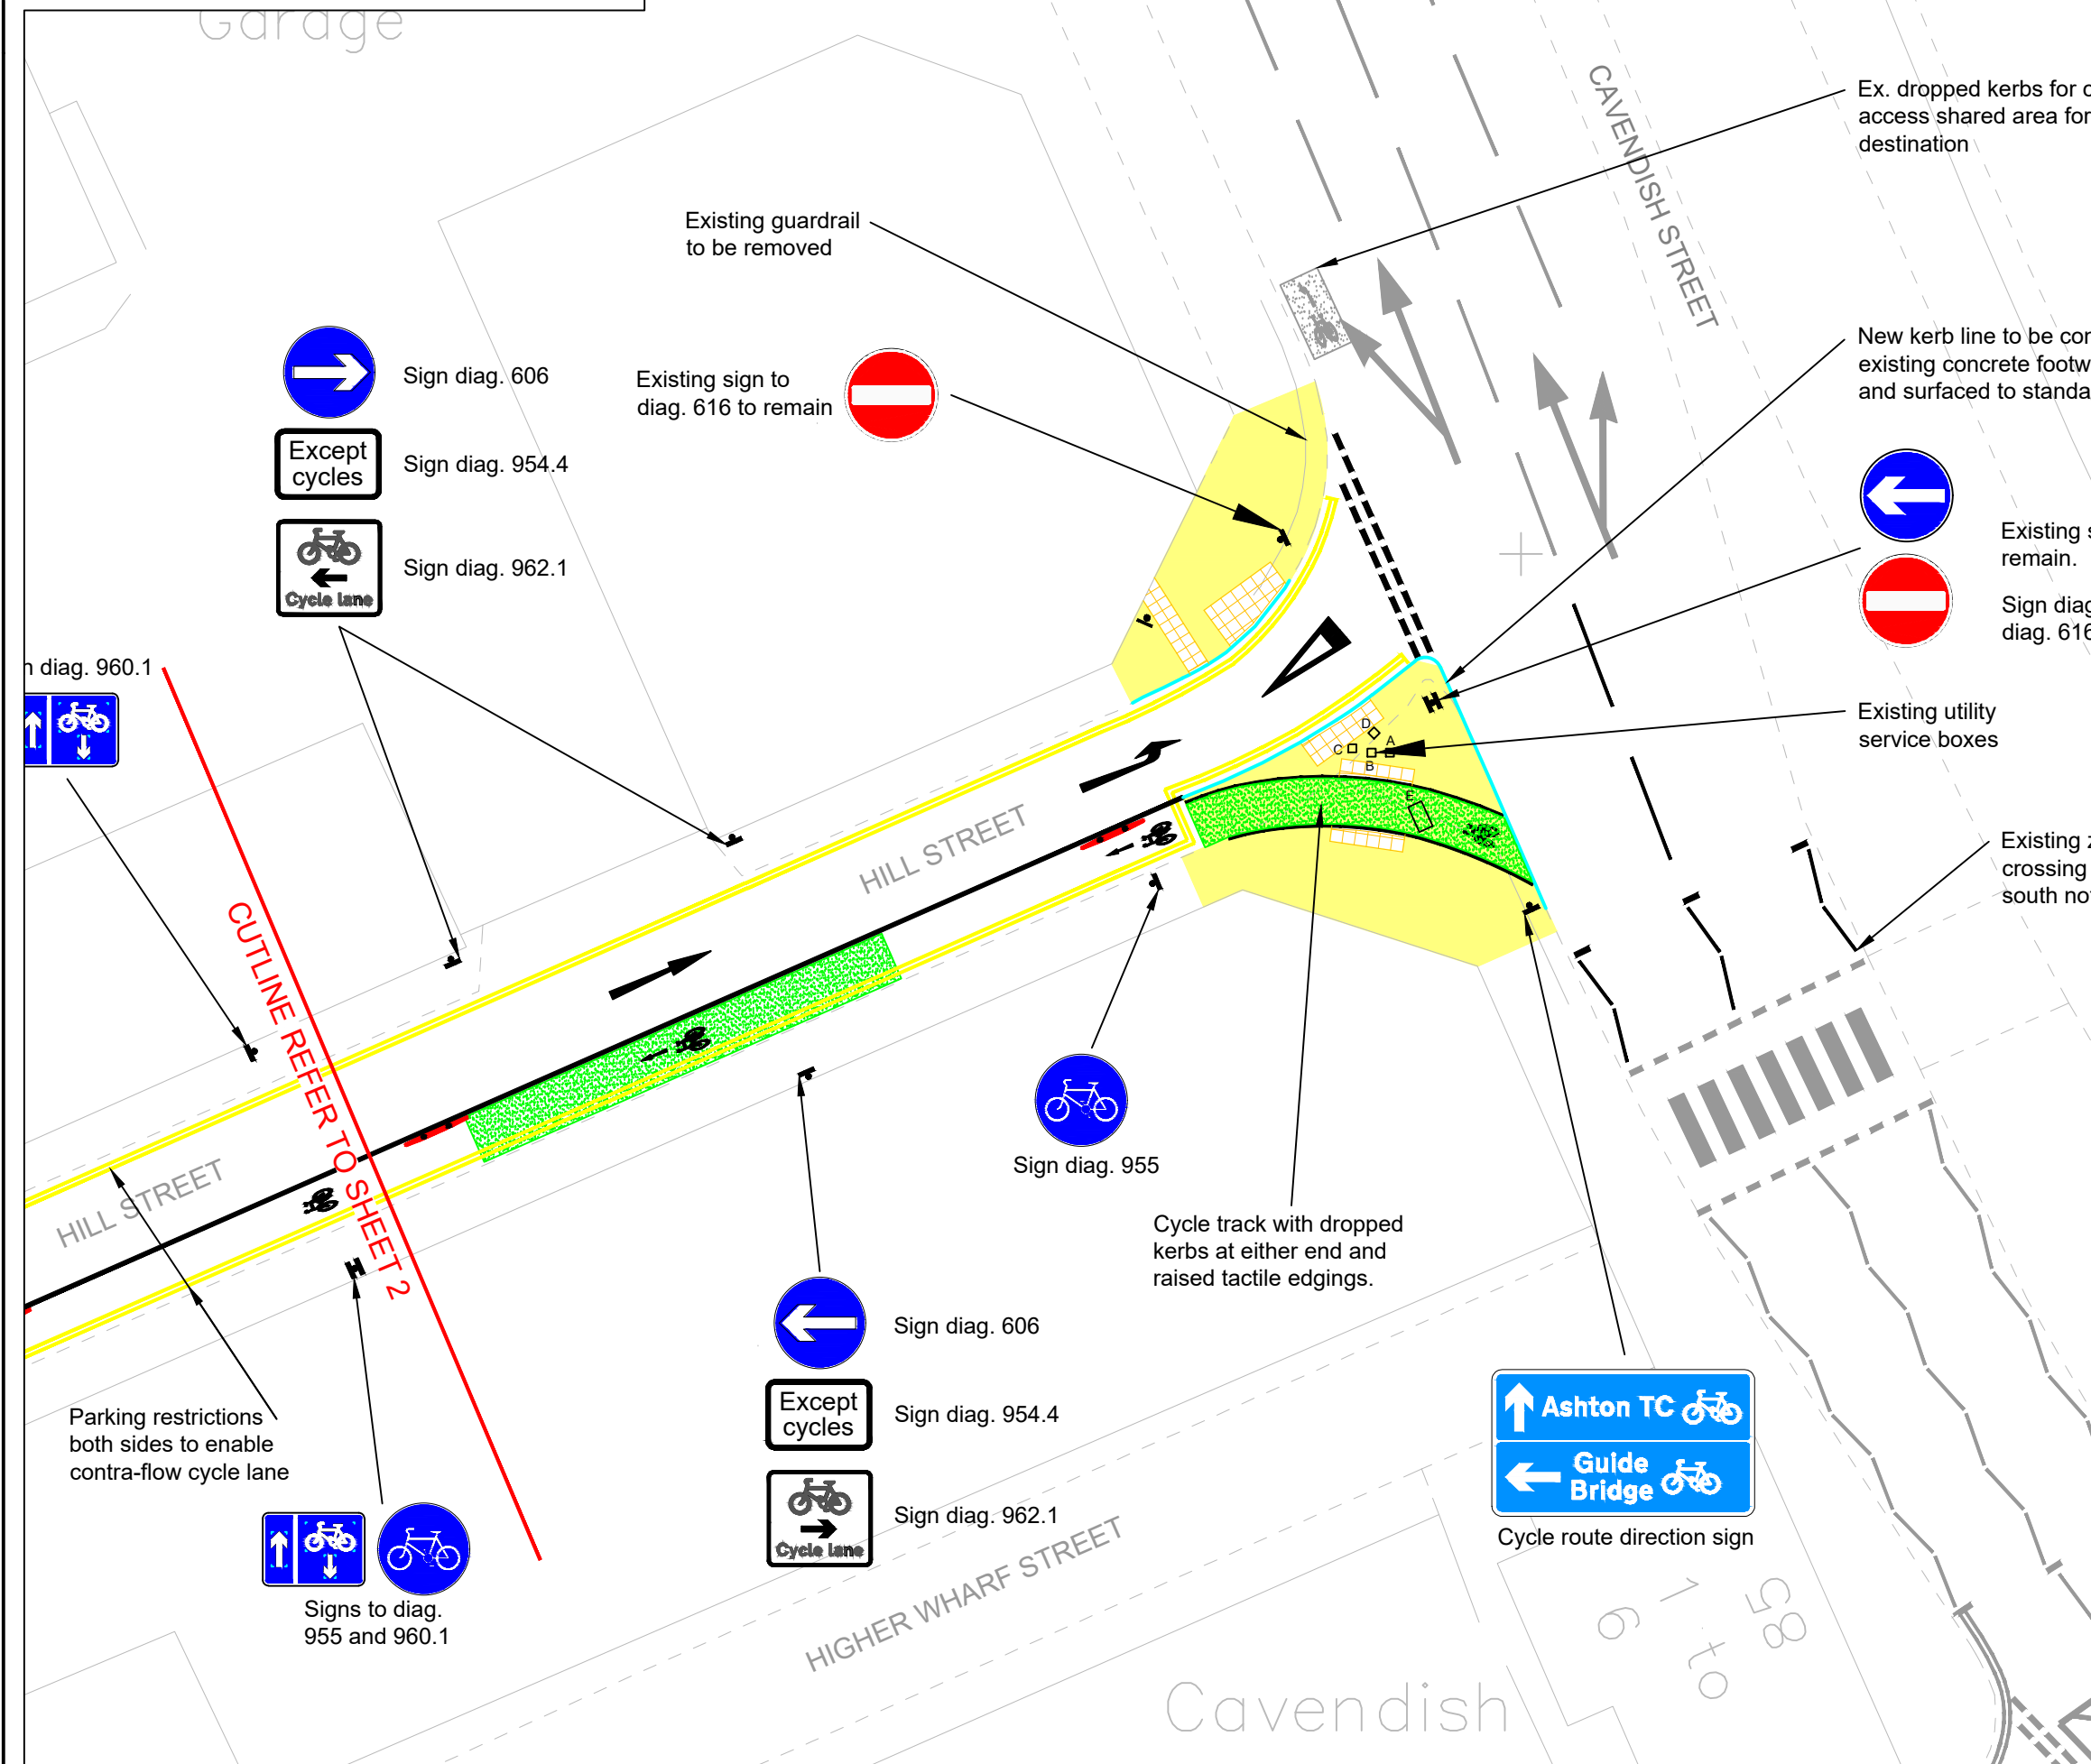 Garage
CAVENDISH STREET
Ex. dropped kerbs for
access shared area for
destination
Existing guardrail
to be removed
Sign diag. 606
Existing sign to
diag. 616 to remain
Except
cycles
Sign diag. 954.4
Cycle lane
Sign diag. 962.1
New kerb line to be
existing concrete
and surfaced to
Existing
remain.
Sign
diag. 616
diag. 960.1
Existing utility
service boxes
D
A
C
B
E
HILL STREET
Existing
crossing
south
CUTLINE REFER TO SHEET 2
HILL STREET
Sign diag. 955
Cycle track with dropped
kerbs at either end and
raised tactile edgings.
Sign diag. 606
Except
cycles
Sign diag. 954.4
Cycle lane
Sign diag. 962.1
Parking restrictions
both sides to enable
contra-flow cycle lane
Signs to diag.
955 and 960.1
Ashton TC
Guide
Bridge
Cycle route direction sign
HIGHER WHARF STREET
Cavendish
58
1 to
6